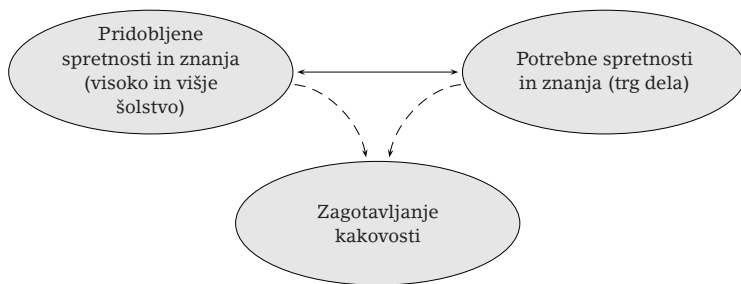 Pridobljene
spretnosti in znanja
(visoko in višje
šolstvo)
Potrebne spretnosti
in znanja (trg dela)
Zagotavljanje
kakovosti